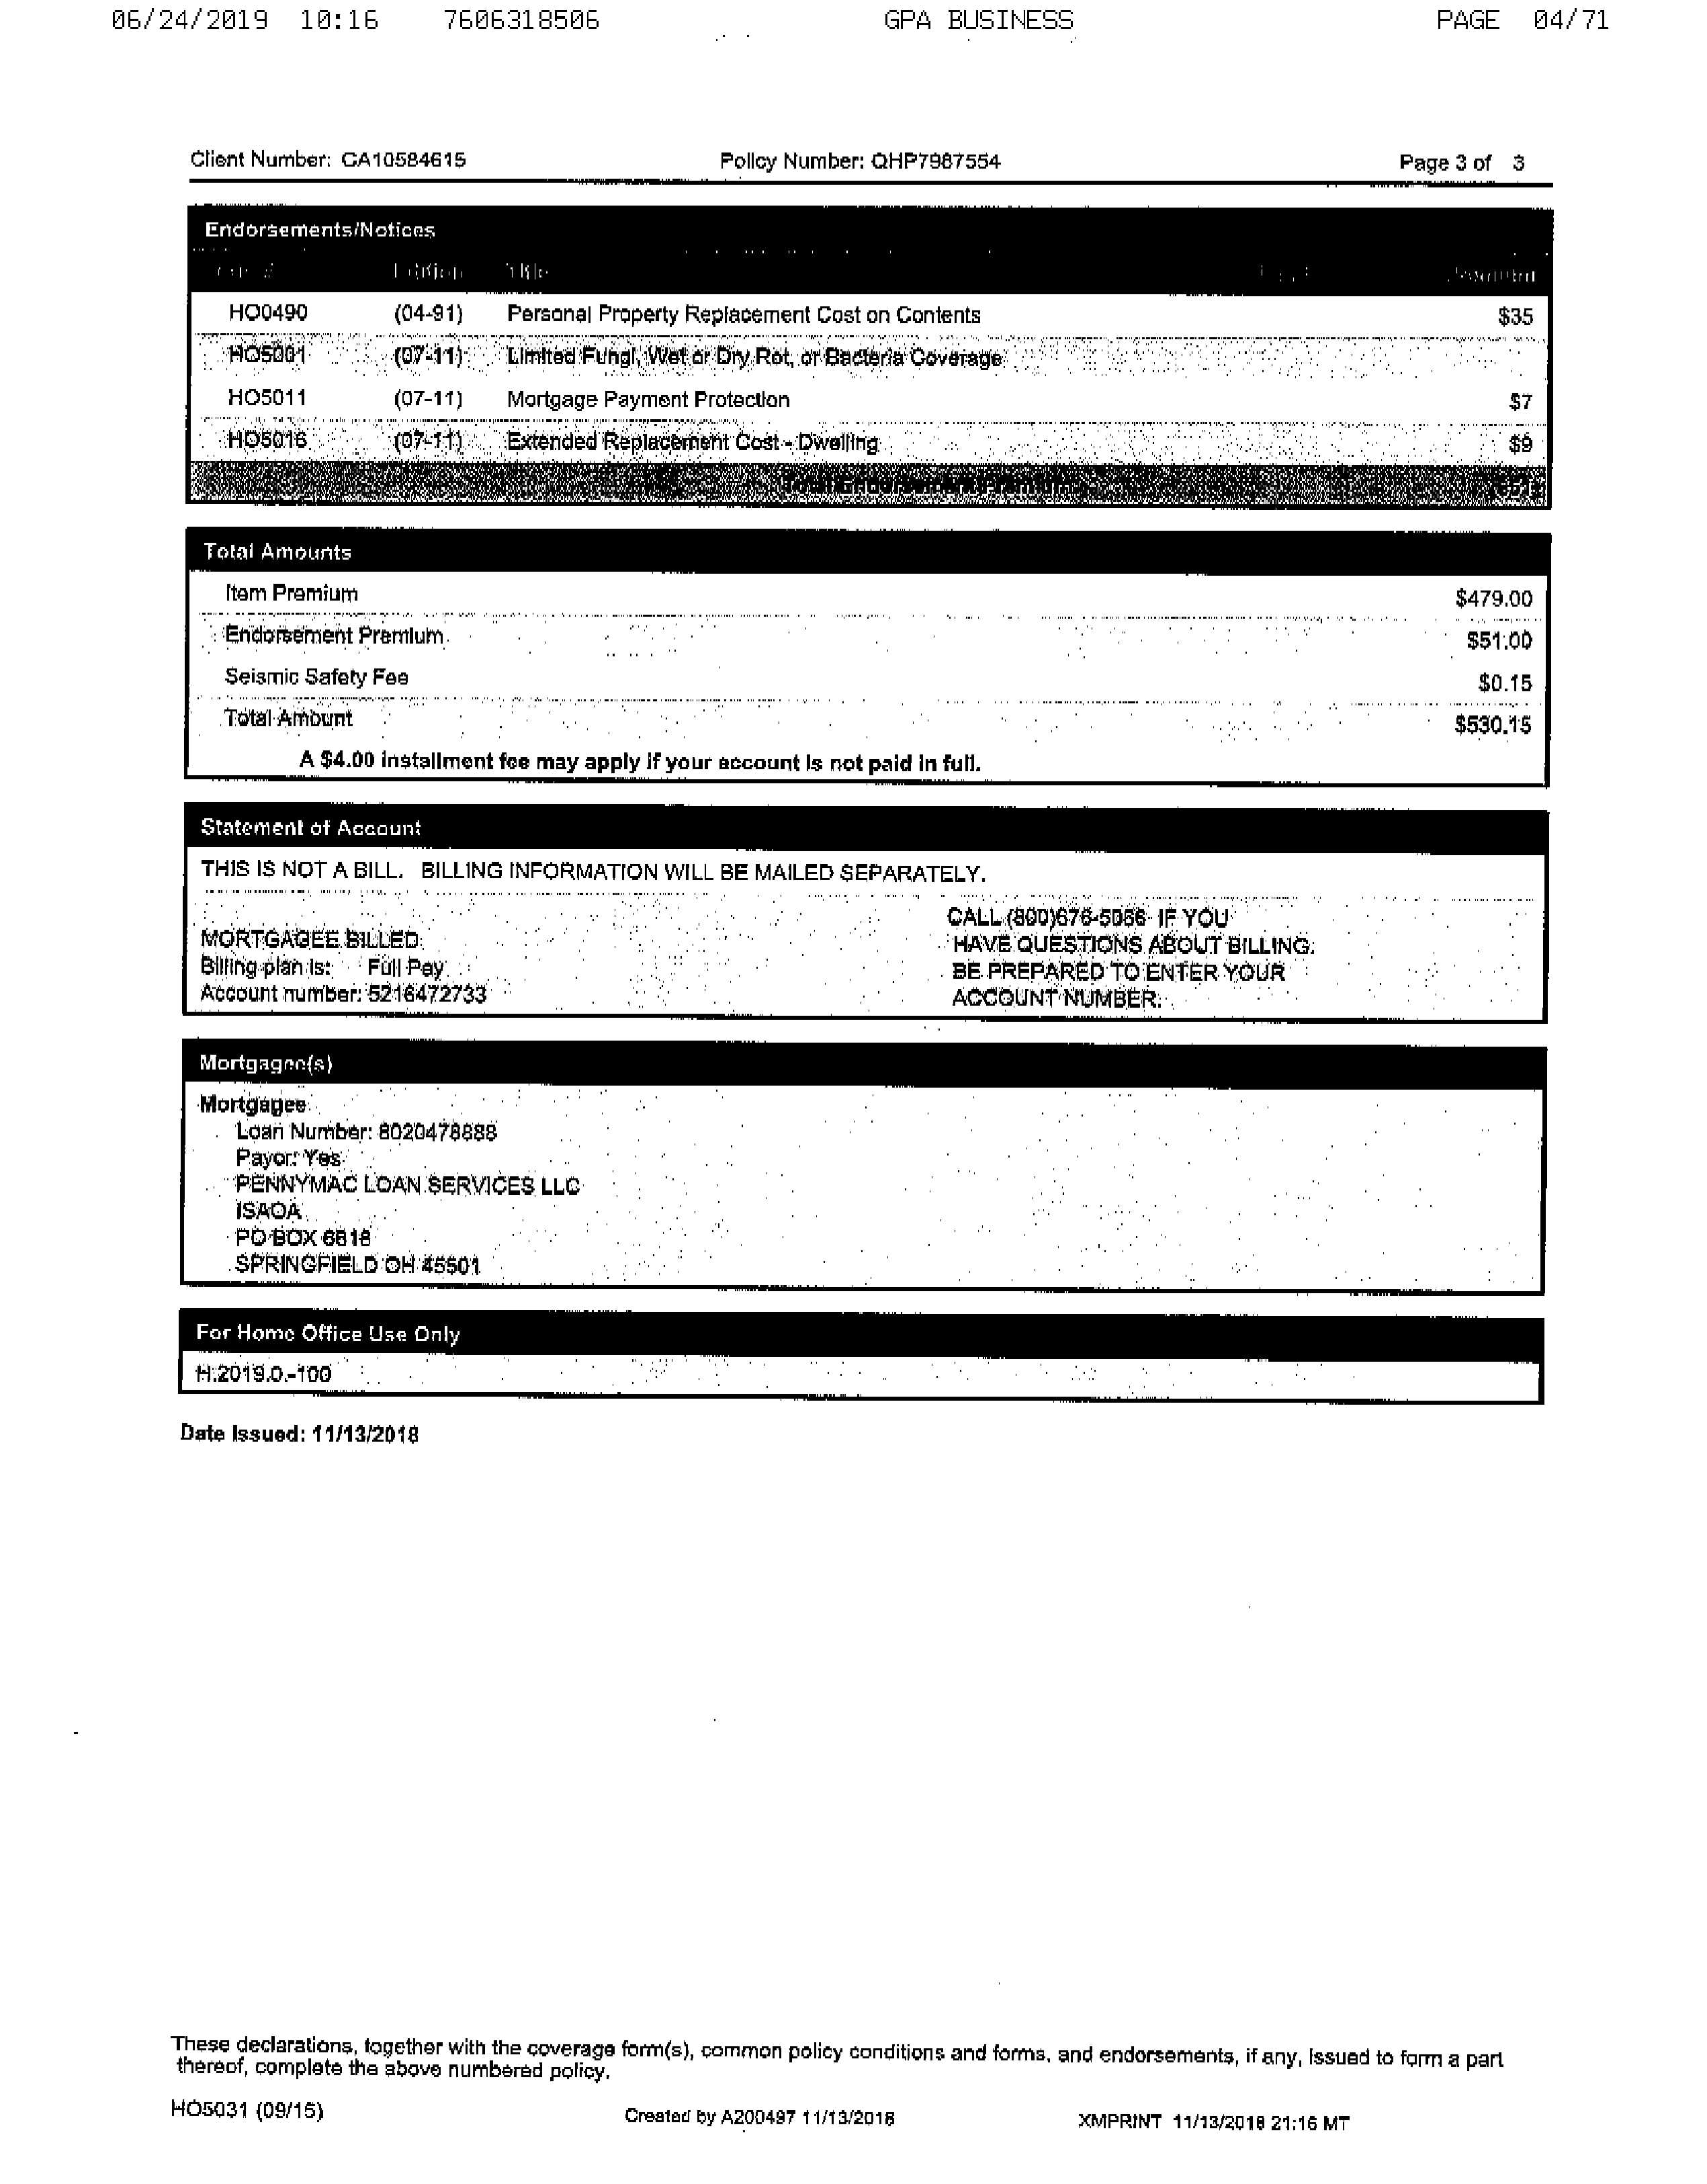 06/24/2019 10:16 7606318506 GPA BUSINESS PAGE 04/71
Client Number: CA10584615 Policy Number: QHP7987554 Page 3 of 3
Endorsements/Notices
Edition Title
HO0490 (04-91) Personal Property Replacement Cost on Contents $35
HO5001 (07-11) Limited Fungi, Wet or Dry Rot, or Bacteria Coverage
HO5011 (07-11) Mortgage Payment Protection $7
HO5016 (07-11) Extended Replacement Cost - Dwelling $9
Total Endorsement Premium
Total Amounts
Item Premium $479.00
Endorsement Premium $51.00
Seismic Safety Fee $0.15
Total Amount $530.15
A $4.00 installment fee may apply if your account is not paid in full.
Statement of Account
THIS IS NOT A BILL. BILLING INFORMATION WILL BE MAILED SEPARATELY.
CALL (800)676-5056 IF YOU
MORTGAGEE BILLED HAVE QUESTIONS ABOUT BILLING.
Billing plan is: Full Pay BE PREPARED TO ENTER YOUR
Account number: 5216472733 ACCOUNT NUMBER.
Mortgagee(s)
Mortgagee
Loan Number: 8020478888
Payor: Yes
PENNYMAC LOAN SERVICES LLC
ISAOA
PO BOX 6618
SPRINGFIELD OH 45501
For Home Office Use Only
H.2019.0.-100
Date Issued: 11/13/2018
These declarations, together with the coverage form(s), common policy conditions and forms, and endorsements, if any, issued to form a part
thereof, complete the above numbered policy.
HO5031 (09/15) Created by A200497 11/13/2018 XMPRINT 11/13/2018 21:16 MT